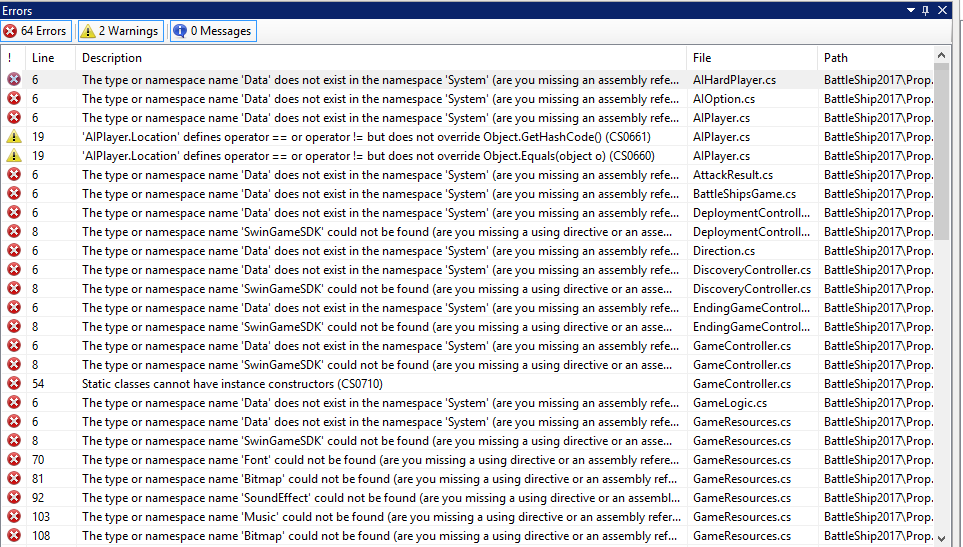 Errors
64 Errors 2 Warnings 0 Messages
! Line Description File Path
6 The type or namespace name 'Data' does not exist in the namespace 'System' (are you missing an assembly refe... AIHardPlayer.cs BattleShip2017\Prop.
6 The type or namespace name 'Data' does not exist in the namespace 'System' (are you missing an assembly refe... AIOption.cs BattleShip2017\Prop.
6 The type or namespace name 'Data' does not exist in the namespace 'System' (are you missing an assembly refe... AIPlayer.cs BattleShip2017\Prop.
19 'AIPlayer.Location' defines operator == or operator != but does not override Object.GetHashCode() (CS0661) AIPlayer.cs BattleShip2017\Prop.
19 'AIPlayer.Location' defines operator == or operator != but does not override Object.Equals(object o) (CS0660) AIPlayer.cs BattleShip2017\Prop.
6 The type or namespace name 'Data' does not exist in the namespace 'System' (are you missing an assembly refe... AttackResult.cs BattleShip2017\Prop.
6 The type or namespace name 'Data' does not exist in the namespace 'System' (are you missing an assembly refe... BattleShipsGame.cs BattleShip2017\Prop.
6 The type or namespace name 'Data' does not exist in the namespace 'System' (are you missing an assembly refe... DeploymentControll... BattleShip2017\Prop.
8 The type or namespace name 'SwinGameSDK' could not be found (are you missing a using directive or an asse... DeploymentControll... BattleShip2017\Prop.
6 The type or namespace name 'Data' does not exist in the namespace 'System' (are you missing an assembly refe... Direction.cs BattleShip2017\Prop.
6 The type or namespace name 'Data' does not exist in the namespace 'System' (are you missing an assembly refe... DiscoveryController.cs BattleShip2017\Prop.
8 The type or namespace name 'SwinGameSDK' could not be found (are you missing a using directive or an asse... DiscoveryController.cs BattleShip2017\Prop.
6 The type or namespace name 'Data' does not exist in the namespace 'System' (are you missing an assembly refe... EndingGameControl... BattleShip2017\Prop.
8 The type or namespace name 'SwinGameSDK' could not be found (are you missing a using directive or an asse... EndingGameControl... BattleShip2017\Prop.
6 The type or namespace name 'Data' does not exist in the namespace 'System' (are you missing an assembly refe... GameController.cs BattleShip2017\Prop.
8 The type or namespace name 'SwinGameSDK' could not be found (are you missing a using directive or an asse... GameController.cs BattleShip2017\Prop.
54 Static classes cannot have instance constructors (CS0710) GameController.cs BattleShip2017\Prop.
6 The type or namespace name 'Data' does not exist in the namespace 'System' (are you missing an assembly refe... GameLogic.cs BattleShip2017\Prop.
6 The type or namespace name 'Data' does not exist in the namespace 'System' (are you missing an assembly refe... GameResources.cs BattleShip2017\Prop.
8 The type or namespace name 'SwinGameSDK' could not be found (are you missing a using directive or an asse... GameResources.cs BattleShip2017\Prop.
70 The type or namespace name 'Font' could not be found (are you missing a using directive or an assembly refere... GameResources.cs BattleShip2017\Prop.
81 The type or namespace name 'Bitmap' could not be found (are you missing a using directive or an assembly ref... GameResources.cs BattleShip2017\Prop.
92 The type or namespace name 'SoundEffect' could not be found (are you missing a using directive or an assembl... GameResources.cs BattleShip2017\Prop.
103 The type or namespace name 'Music' could not be found (are you missing a using directive or an assembly refer... GameResources.cs BattleShip2017\Prop.
108 The type or namespace name 'Bitmap' could not be found (are you missing a using directive or an assembly ref... GameResources.cs BattleShip2017\Prop.